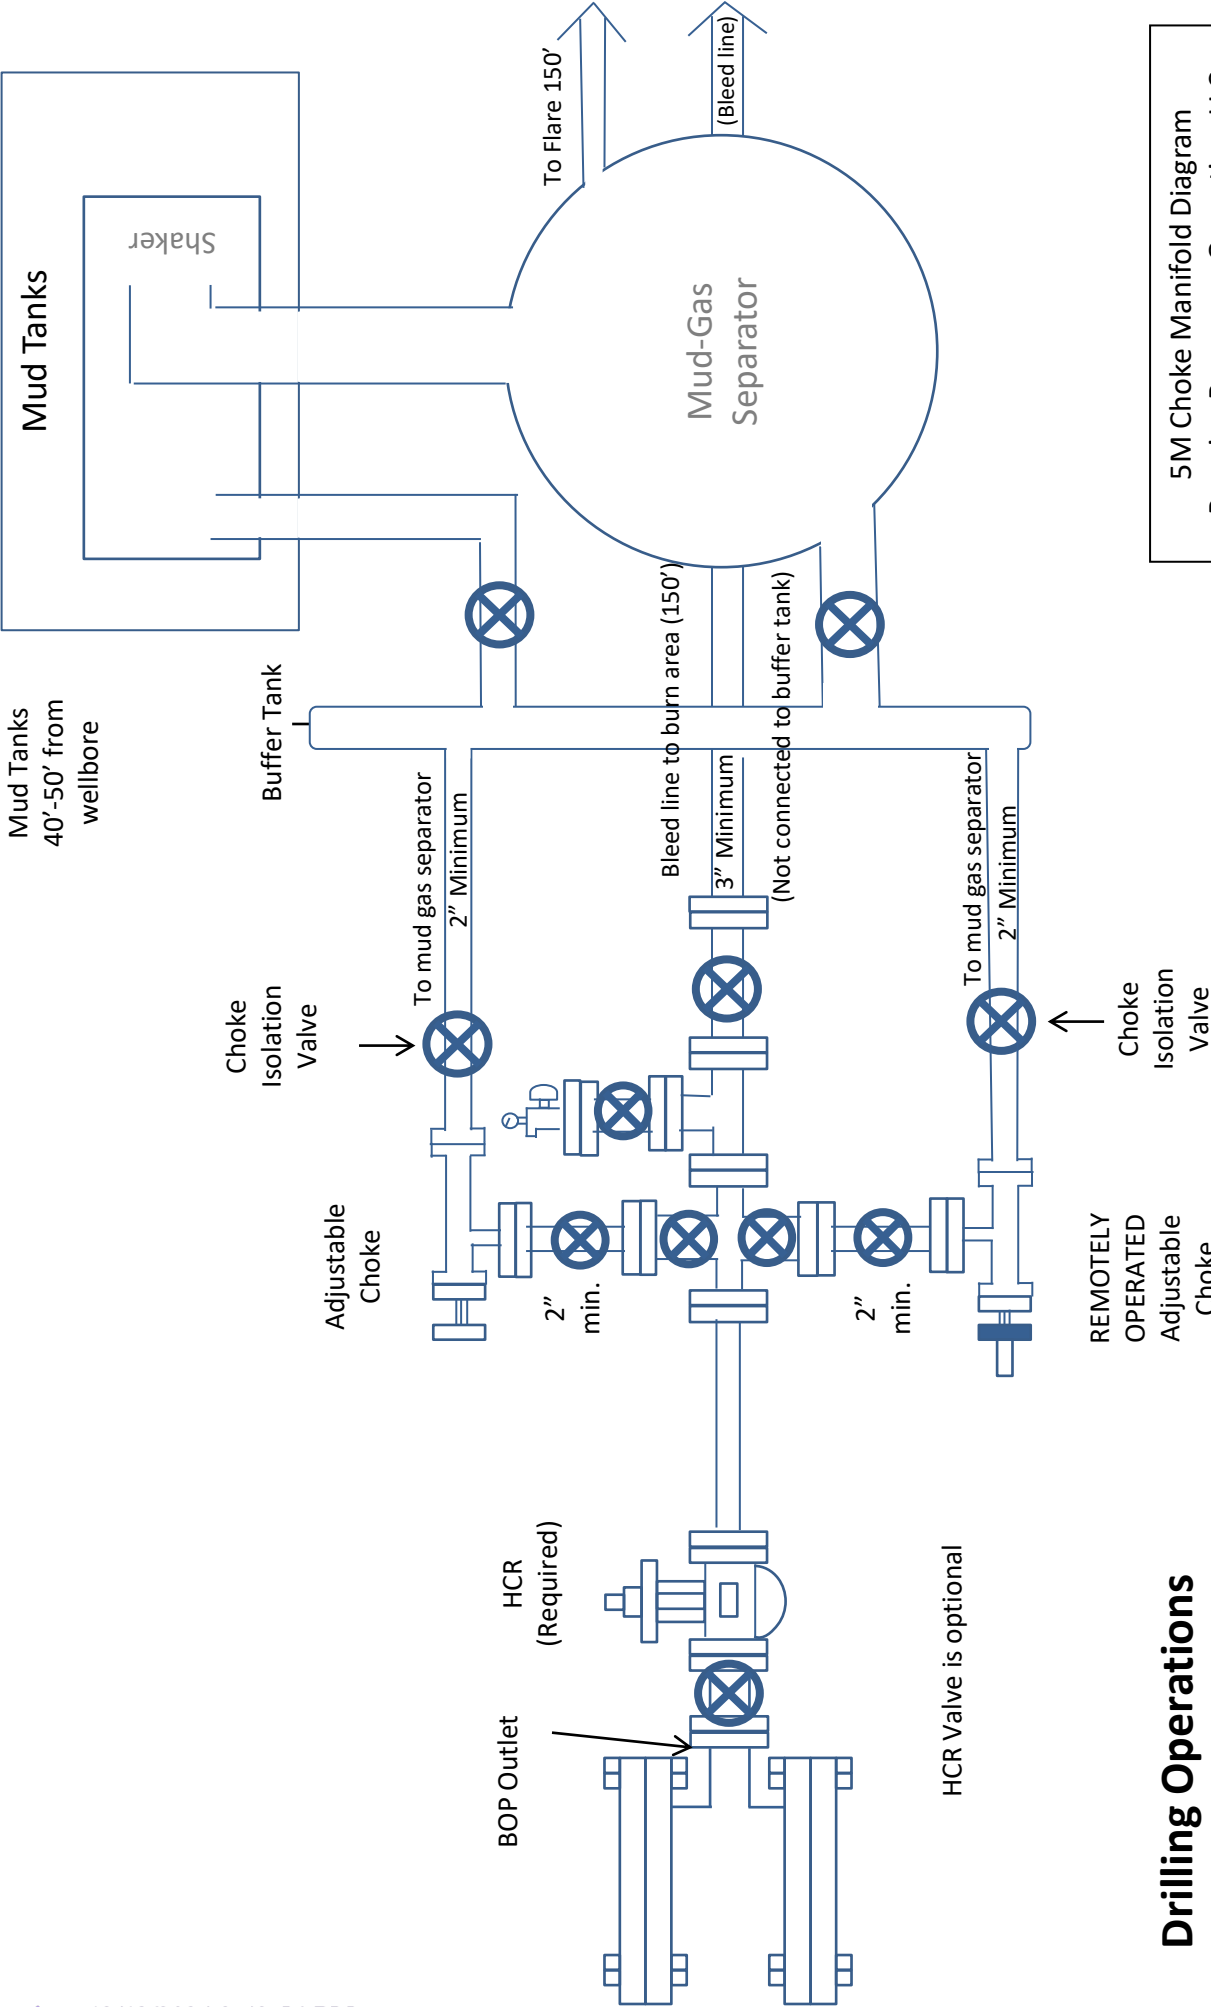 Mud Tanks
40’-50’ from
wellbore
Mud Tanks
Shaker
Choke
Isolation
Valve
Buffer Tank
To Flare 150’
Adjustable
Choke
To mud gas separator
2” Minimum
BOP Outlet
HCR
(Required)
2”
min.
Bleed line to burn area (150’)
3” Minimum
(Not connected to buffer tank)
Mud-Gas
Separator
(Bleed line)
2”
min.
HCR Valve is optional
To mud gas separator
2” Minimum
REMOTELY
OPERATED
Adjustable
Choke
Choke
Isolation
Valve
Drilling Operations
5M Choke Manifold Diagram